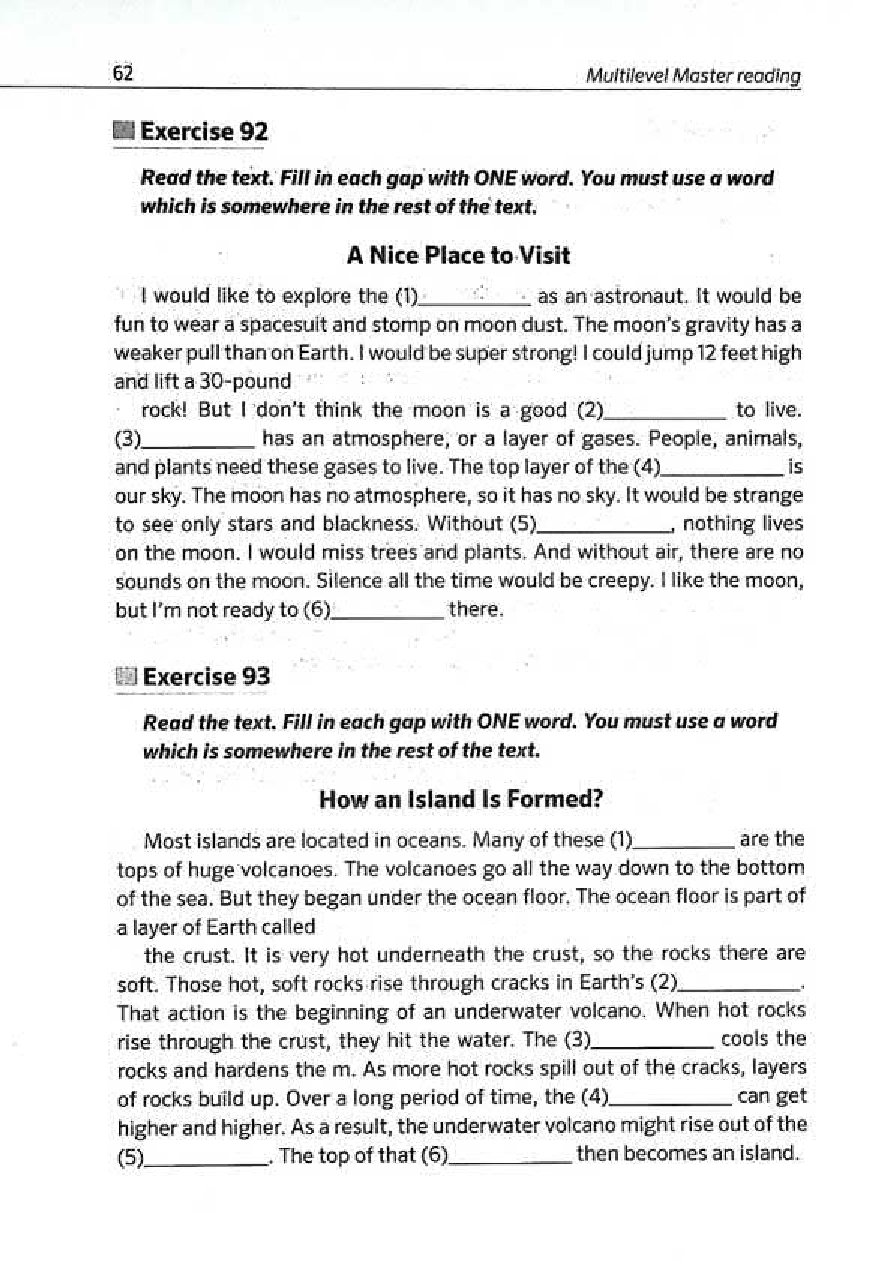 62
Multilevel Master reading
Exercise 92
Read the text. Fill in each gap with ONE word. You must use a word
which is somewhere in the rest of the text.
A Nice Place to Visit
I would like to explore the (1)__________ as an astronaut. It would be
fun to wear a spacesuit and stomp on moon dust. The moon's gravity has a
weaker pull than on Earth. I would be super strong! I could jump 12 feet high
and lift a 30-pound
rock! But I don't think the moon is a good (2)___________ to live.
(3)__________ has an atmosphere, or a layer of gases. People, animals,
and plants need these gases to live. The top layer of the (4)___________ is
our sky. The moon has no atmosphere, so it has no sky. It would be strange
to see only stars and blackness. Without (5)____________, nothing lives
on the moon. I would miss trees and plants. And without air, there are no
sounds on the moon. Silence all the time would be creepy. I like the moon,
but I'm not ready to (6)__________ there.
Exercise 93
Read the text. Fill in each gap with ONE word. You must use a word
which is somewhere in the rest of the text.
How an Island Is Formed?
Most islands are located in oceans. Many of these (1)_________ are the
tops of huge volcanoes. The volcanoes go all the way down to the bottom
of the sea. But they began under the ocean floor. The ocean floor is part of
a layer of Earth called
the crust. It is very hot underneath the crust, so the rocks there are
soft. Those hot, soft rocks rise through cracks in Earth's (2)___________.
That action is the beginning of an underwater volcano. When hot rocks
rise through the crust, they hit the water. The (3)___________ cools the
rocks and hardens the m. As more hot rocks spill out of the cracks, layers
of rocks build up. Over a long period of time, the (4)___________ can get
higher and higher. As a result, the underwater volcano might rise out of the
(5)___________. The top of that (6)___________ then becomes an island.